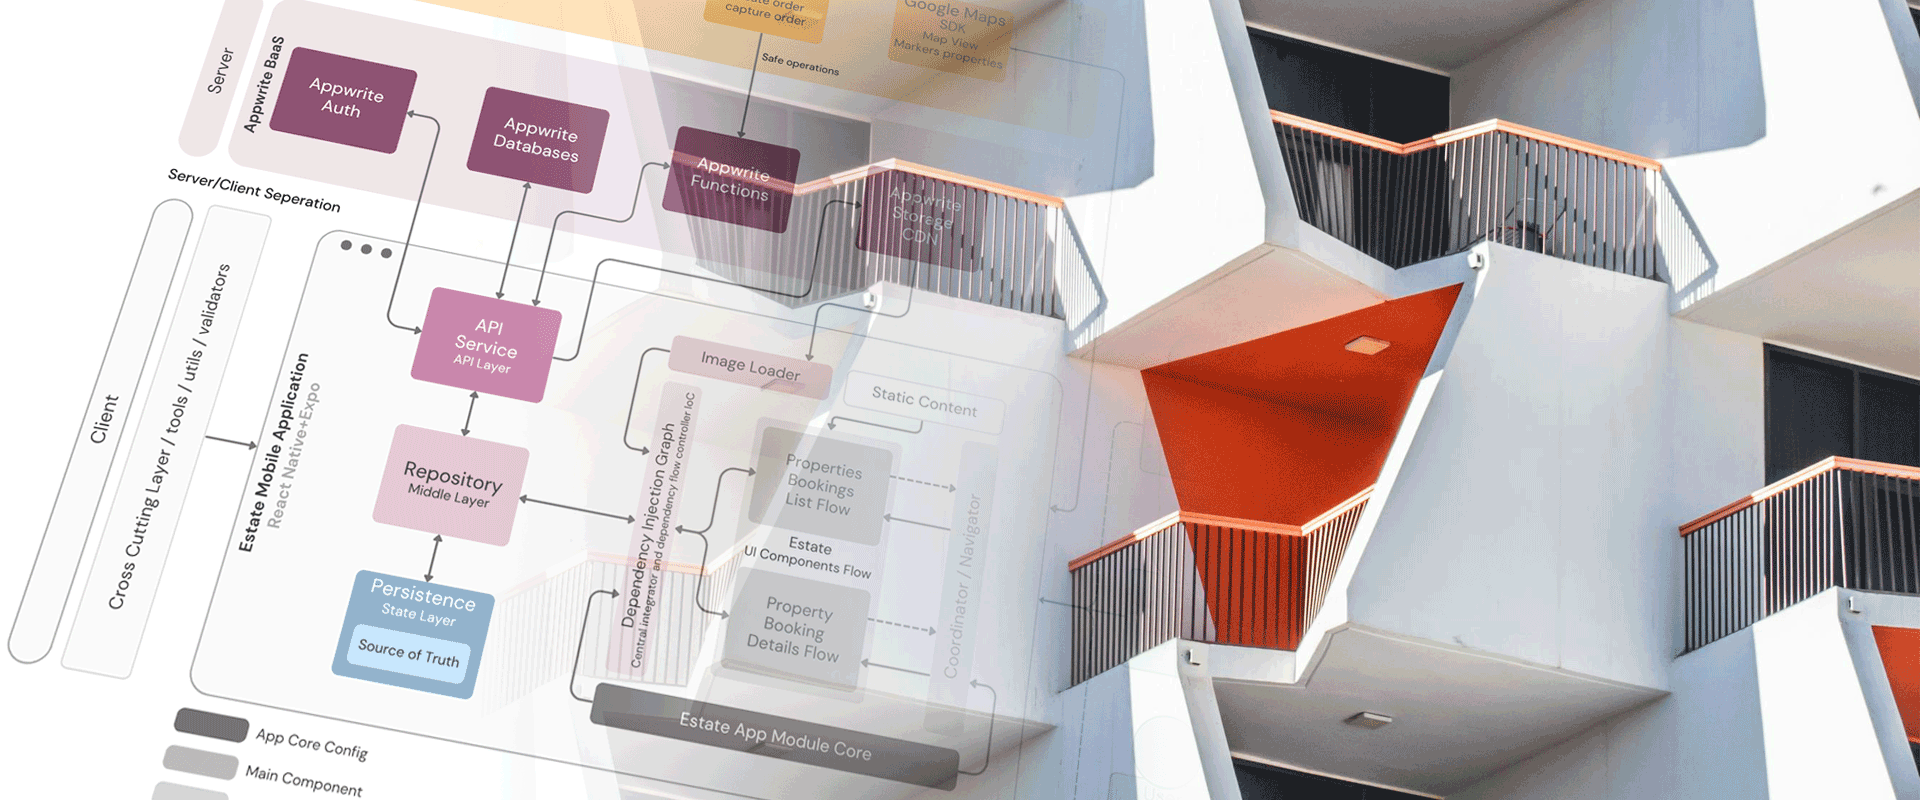 capture order
Google Maps
SDK
Map View
Markers properties
Safe operations
Server
Appwrite BaaS
Appwrite
Auth
Appwrite
Databases
Appwrite
Functions
Appwrite
Storage
CDN
Server/Client Seperation
Client
Cross Cutting Layer / tools / utils / validators
Estate Mobile Application
React Native+Expo
API
Service
API Layer
Image Loader
Static Content
Repository
Middle Layer
Dependency Injection Graph
Central integrator and dependency flow controller IoC
Properties
Bookings
List Flow
Estate
UI Components Flow
Property
Booking
Details Flow
Coordinator / Navigator
Persistence
State Layer
Source of Truth
Estate App Module Core
App Core Config
Main Component